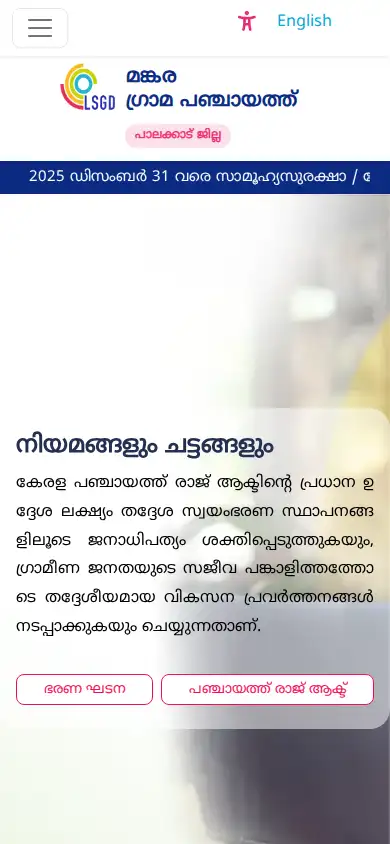 English
LSGD
മങ്കര
ഗ്രാമ പഞ്ചായത്ത്
പാലക്കാട് ജില്ല
2025 ഡിസംബർ 31 വരെ സാമൂഹ്യസുരക്ഷാ /
നിയമങ്ങളും ചട്ടങ്ങളും
കേരള പഞ്ചായത്ത് രാജ് ആക്ടിന്റെ പ്രധാന ഉ
ദ്ദേശ ലക്ഷ്യം തദ്ദേശ സ്വയംഭരണ സ്ഥാപനങ്ങ
ളിലൂടെ ജനാധിപത്യം ശക്തിപ്പെടുത്തുകയും,
ഗ്രാമീണ ജനതയുടെ സജീവ പങ്കാളിത്തത്തോ
ടെ തദ്ദേശീയമായ വികസന പ്രവർത്തനങ്ങൾ
നടപ്പാക്കുകയും ചെയ്യുന്നതാണ്.
ഭരണ ഘടന
പഞ്ചായത്ത് രാജ് ആക്ട്